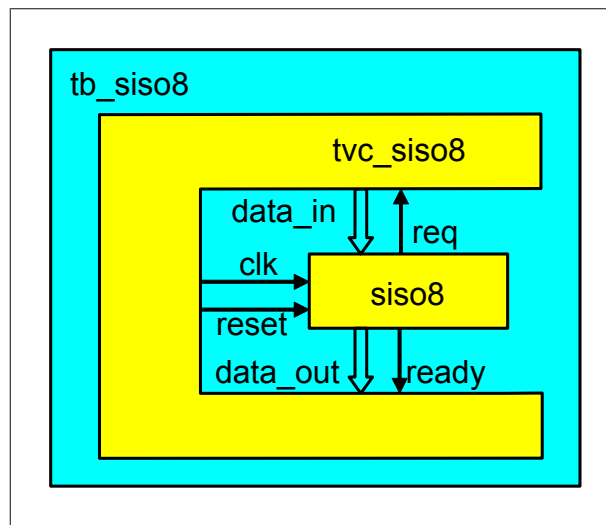 tb_siso8
tvc_siso8
data_in
req
clk
siso8
reset
data_out
ready